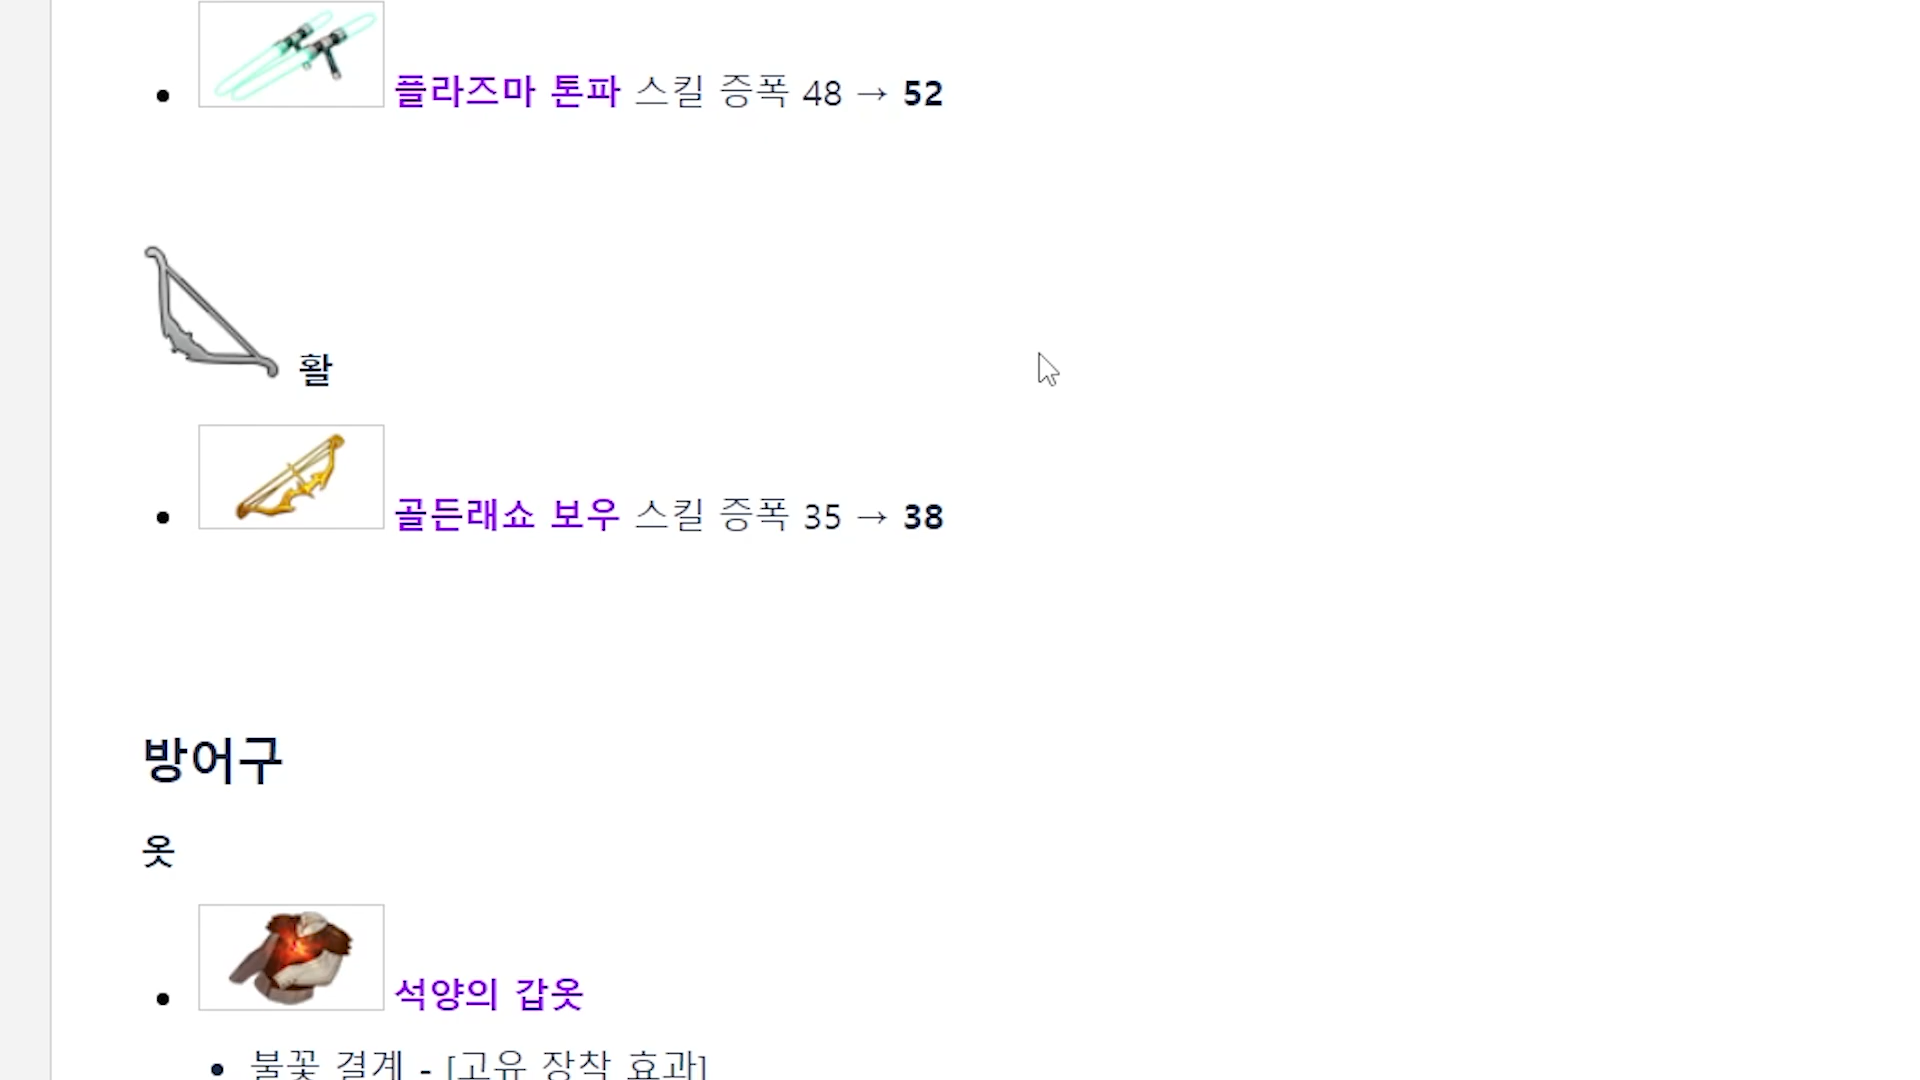 플라즈마 톤파 스킬 증폭 48 → 52
활
골든래쇼 보우 스킬 증폭 35 → 38
방어구
옷
석양의 갑옷
불꽃 결계 - [고유 장착 효과]